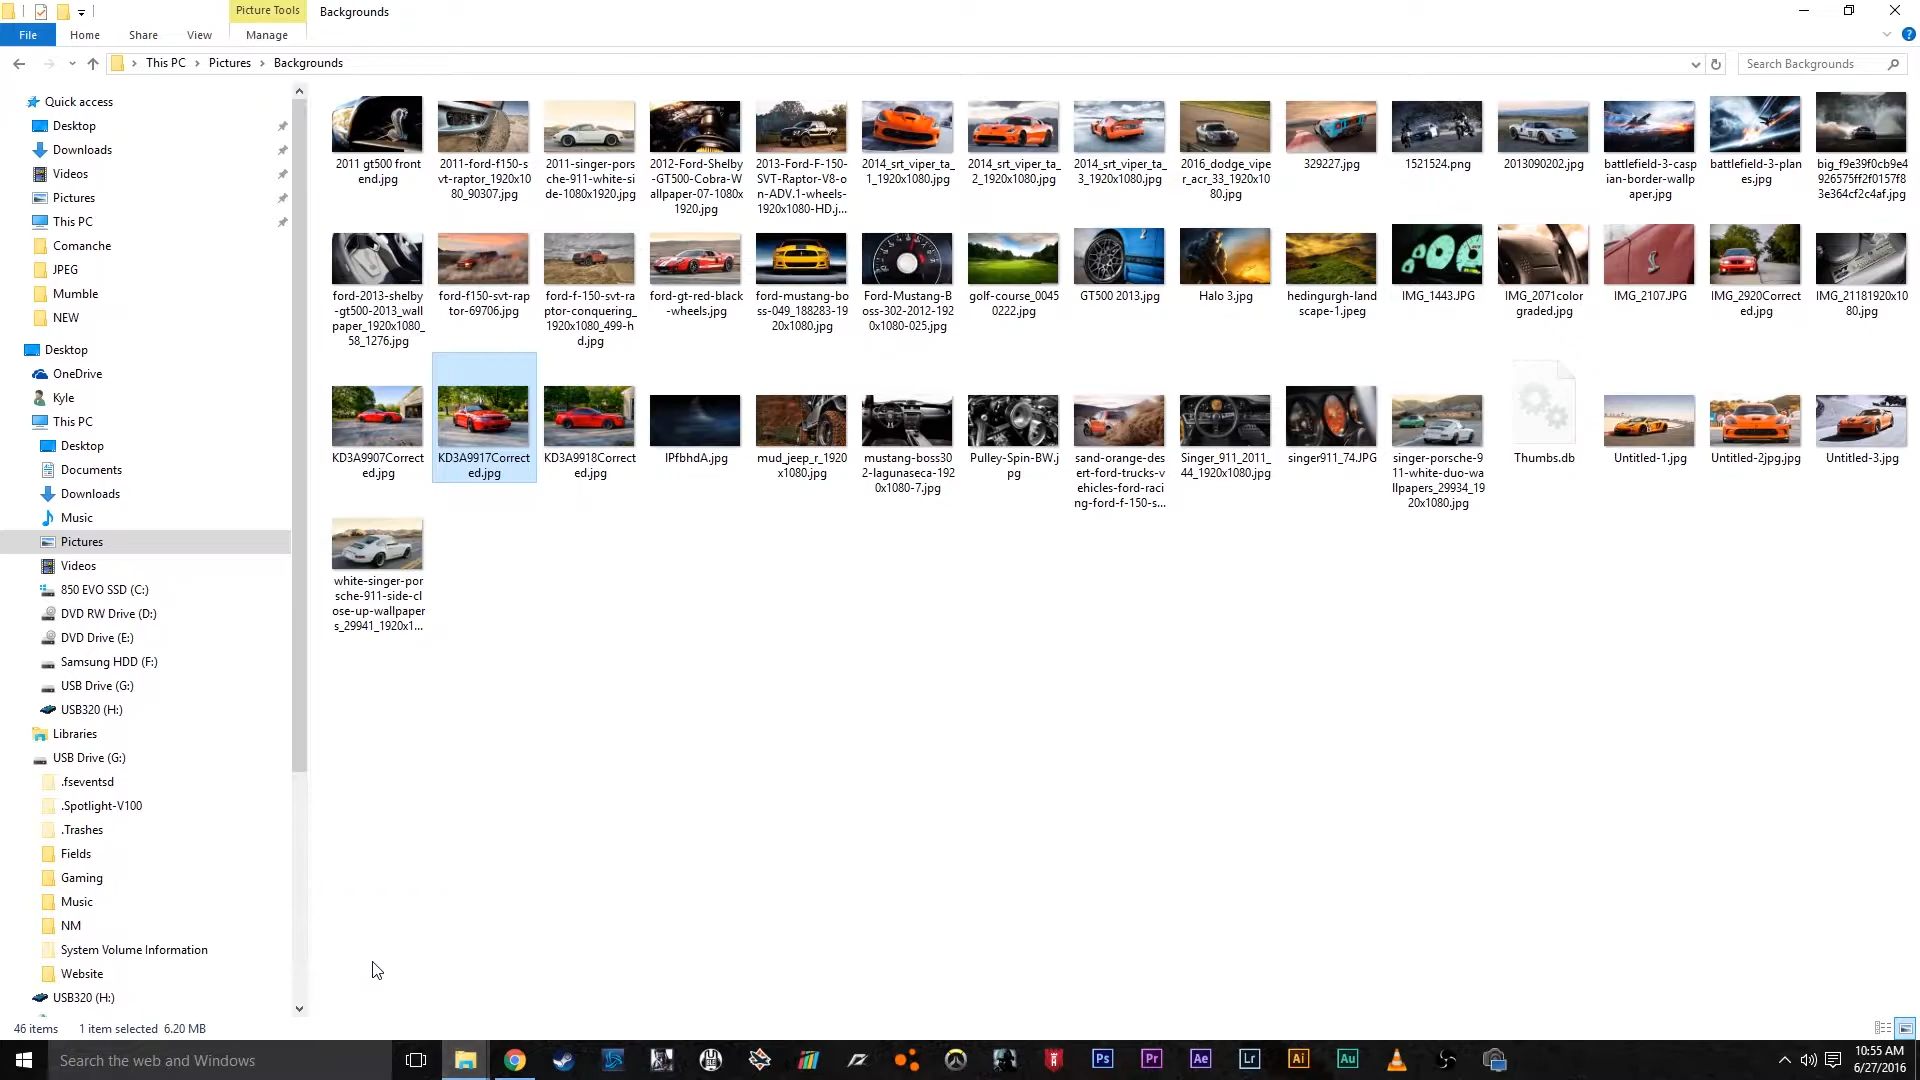 Picture Tools
Backgrounds
File
Home
Share
View
Manage
This PC
Pictures
Backgrounds
Search Backgrounds
Quick access
Desktop
Downloads
Videos
Pictures
This PC
Comanche
JPEG
Mumble
NEW
Desktop
OneDrive
Kyle
This PC
Desktop
Documents
Downloads
Music
Pictures
Videos
850 EVO SSD (C:)
DVD RW Drive (D:)
DVD Drive (E:)
Samsung HDD (F:)
USB Drive (G:)
USB320 (H:)
Libraries
USB Drive (G:)
.fseventsd
.Spotlight-V100
.Trashes
Fields
Gaming
Music
NM
System Volume Information
Website
USB320 (H:)
2011 gt500 front
end.jpg
2011-ford-f150-s
vt-raptor_1920x10
80_90307.jpg
2011-singer-pors
che-911-white-si
de-1080x1920.jpg
2012-Ford-Shelby
-GT500-Cobra-W
allpaper-07-1080x
1920.jpg
2013-Ford-F-150-
SVT-Raptor-V8-o
n-ADV.1-wheels-
1920x1080-HD.j...
2014_srt_viper_ta_
1_1920x1080.jpg
2014_srt_viper_ta_
2_1920x1080.jpg
2014_srt_viper_ta_
3_1920x1080.jpg
2016_dodge_vipe
r_acr_33_1920x10
80.jpg
329227.jpg
1521524.png
2013090202.jpg
battlefield-3-casp
ian-border-wallp
aper.jpg
battlefield-3-plan
es.jpg
big_f9e39f0cb9e4
926575ff2f0157f8
3e364cf2c4af.jpg
ford-2013-shelby
-gt500-2013_wall
paper_1920x1080_
58_1276.jpg
ford-f150-svt-rap
tor-69706.jpg
ford-f-150-svt-ra
ptor-conquering_
1920x1080_499-h
d.jpg
ford-gt-red-black
-wheels.jpg
ford-mustang-bo
ss-049_188283-19
20x1080.jpg
Ford-Mustang-B
oss-302-2012-192
0x1080-025.jpg
golf-course_0045
0222.jpg
GT500 2013.jpg
Halo 3.jpg
hedingurgh-land
scape-1.jpeg
IMG_1443.JPG
IMG_2071color
graded.jpg
IMG_2107.JPG
IMG_2920Correct
ed.jpg
IMG_21181920x10
80.jpg
KD3A9907Correct
ed.jpg
KD3A9917Correct
ed.jpg
KD3A9918Correct
ed.jpg
lPfbhdA.jpg
mud_jeep_r_1920
x1080.jpg
mustang-boss30
2-lagunaseca-192
0x1080-7.jpg
Pulley-Spin-BW.j
pg
sand-orange-des
ert-ford-trucks-v
ehicles-ford-raci
ng-ford-f-150-s...
Singer_911_2011_
44_1920x1080.jpg
singer911_74.JPG
singer-porsche-9
11-white-duo-wa
llpapers_29934_19
20x1080.jpg
Thumbs.db
Untitled-1.jpg
Untitled-2jpg.jpg
Untitled-3.jpg
white-singer-por
sche-911-side-cl
ose-up-wallpaper
s_29941_1920x1...
46 items
1 item selected 6.20 MB
Search the web and Windows
Ps
Pr
Ae
Lr
Ai
Au
10:55 AM
6/27/2016